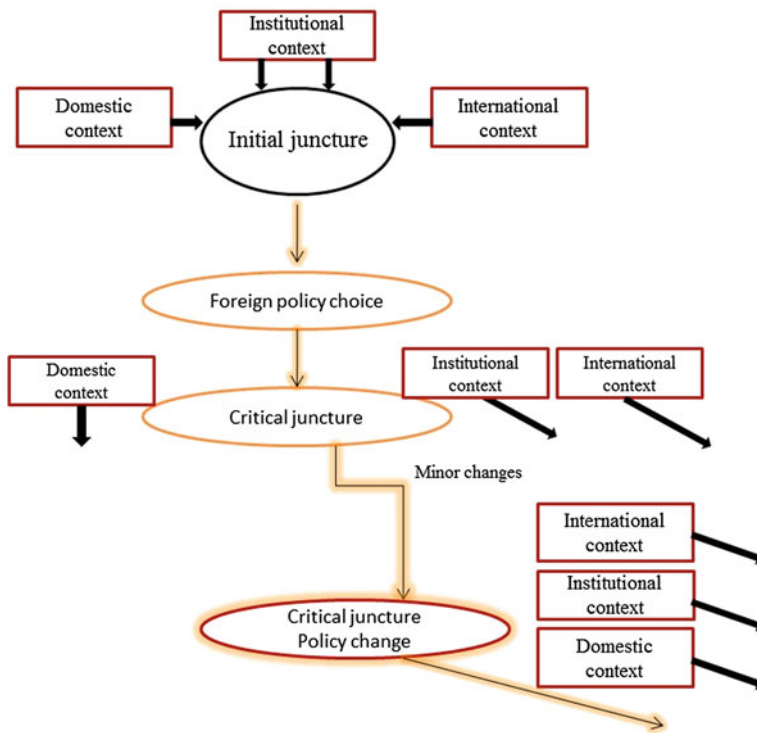 Institutional
context
Domestic
context
International
context
Initial juncture
Foreign policy choice
Domestic
context
Institutional
context
International
context
Critical juncture
Minor changes
International
context
Institutional
context
Critical juncture
Policy change
Domestic
context